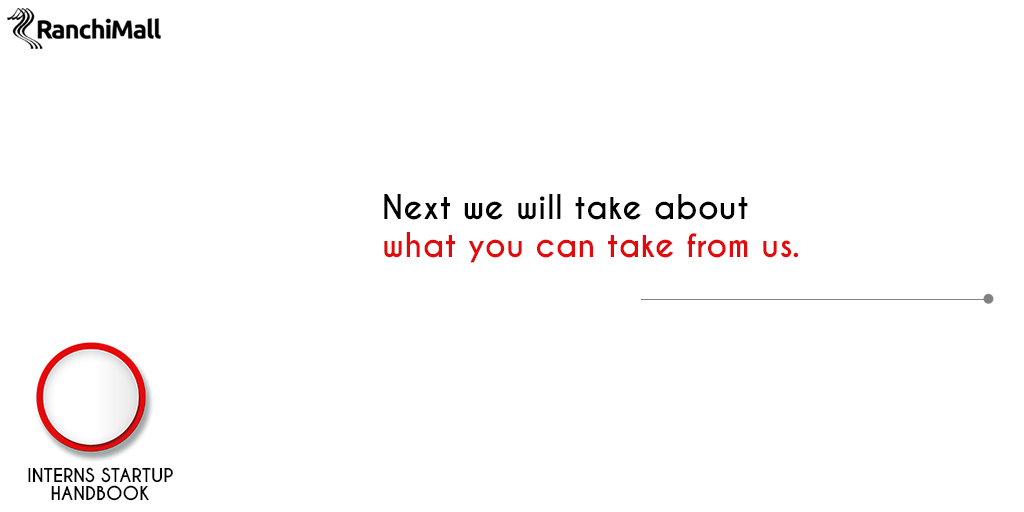 RanchiMall
Next we will take about
what you can take from us.
INTERNS STARTUP
HANDBOOK